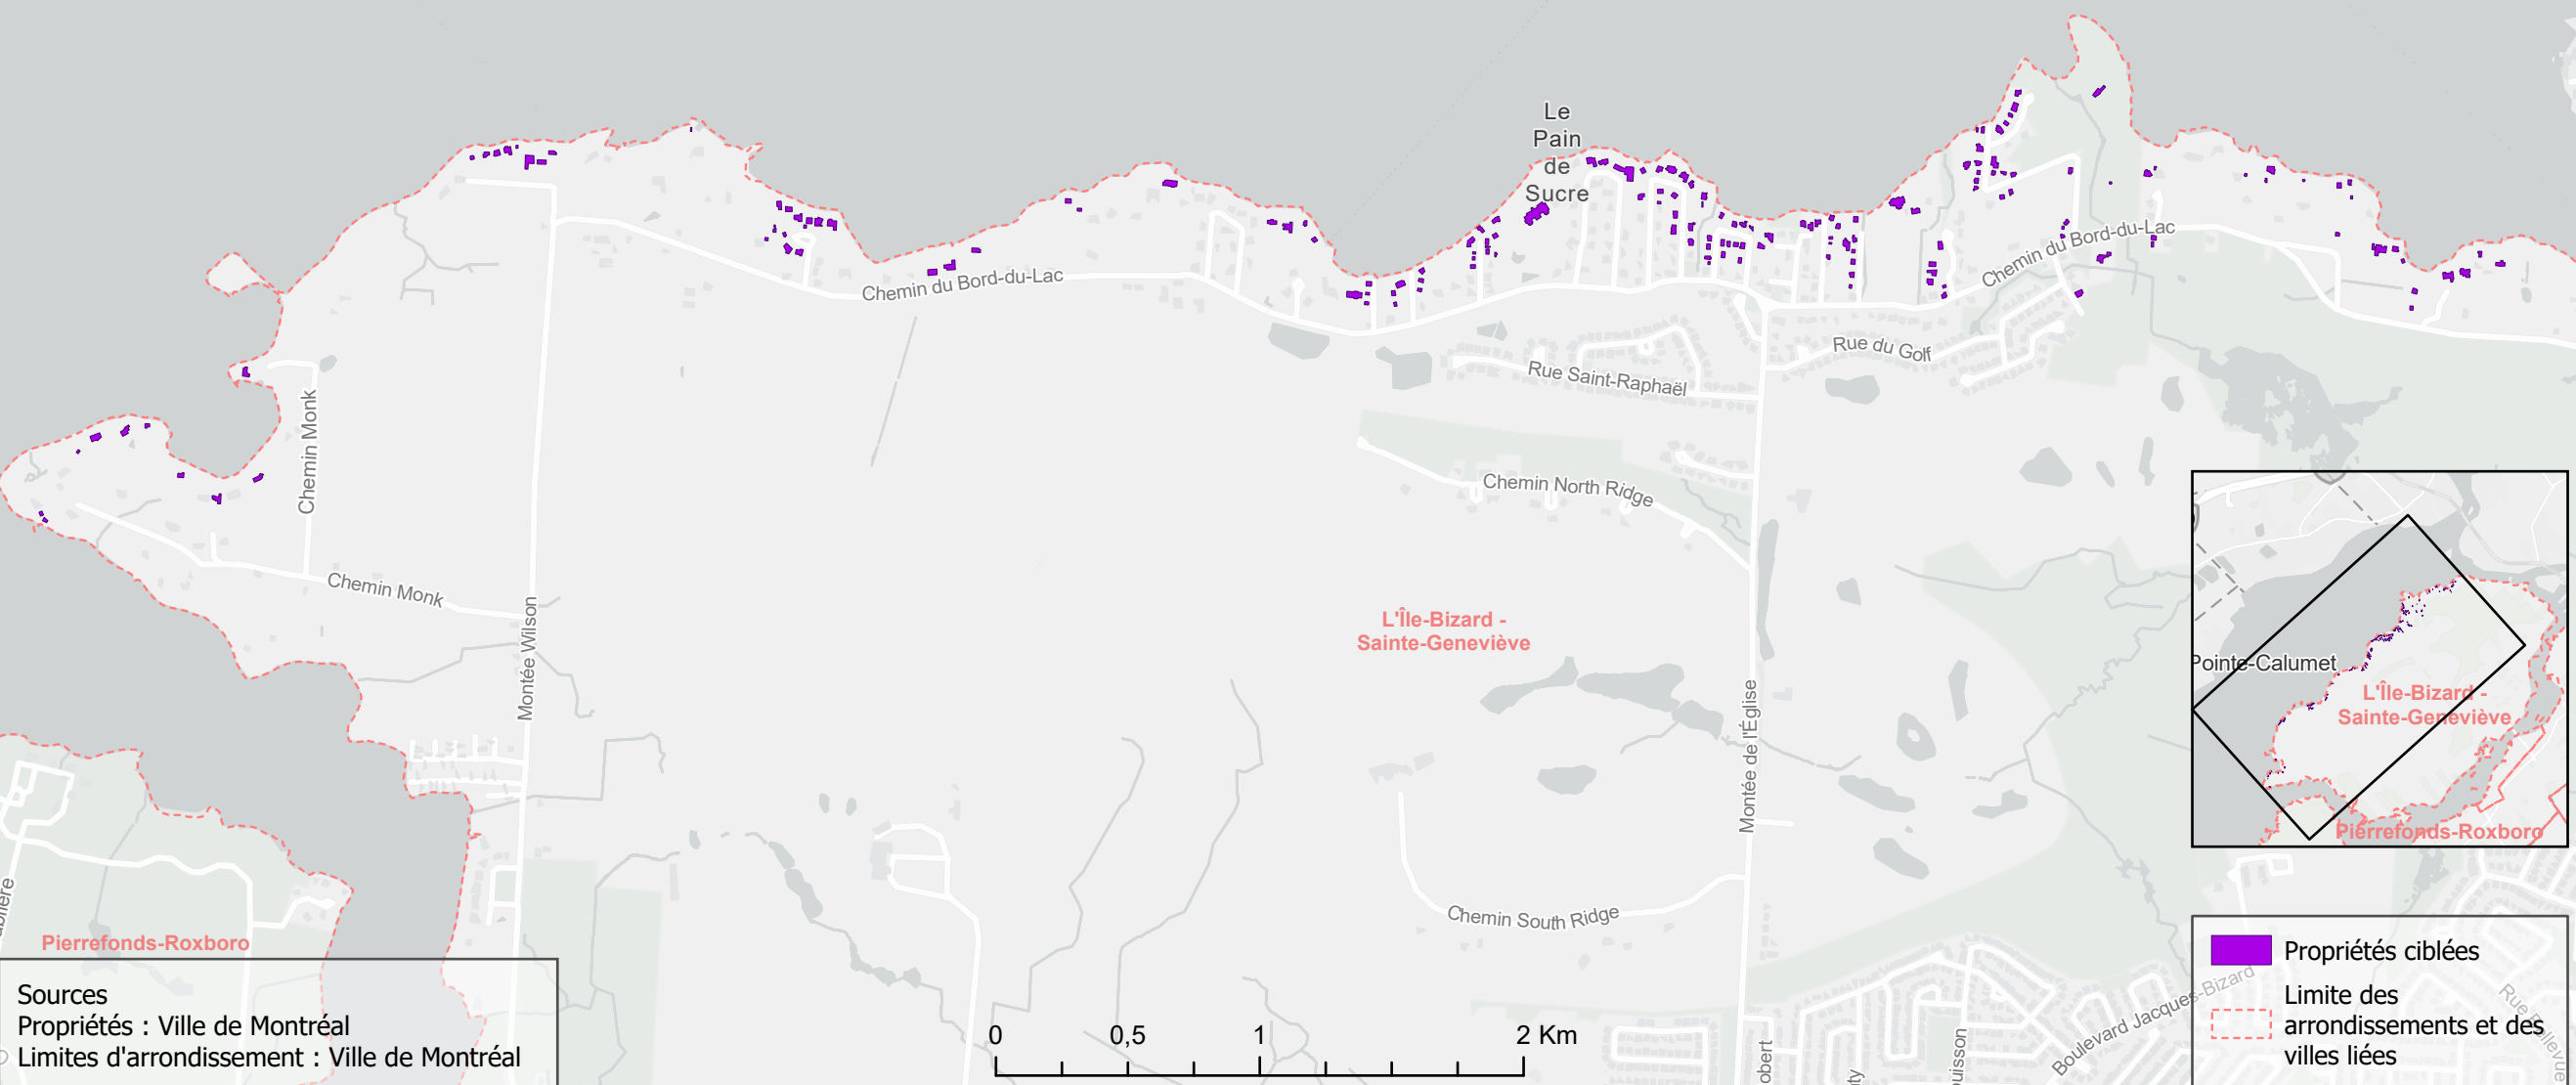 Le
Pain
de
Sucre
Chemin du Bord-du-Lac
Chemin du Bord-du-Lac
Rue du Golf
Rue Saint-Raphaël
Chemin Monk
Chemin North Ridge
Chemin Monk
Montée Wilson
L'Île-Bizard -
Sainte-Geneviève
Montée de l'Église
Chemin South Ridge
Pierrefonds-Roxboro
Pointe-Calumet
L'Île-Bizard -
Sainte-Geneviève
Pierrefonds-Roxboro
Boulevard Jacques-Bizard
Propriétés ciblées
Limite des
arrondissements et des
villes liées
Sources
Propriétés : Ville de Montréal
Limites d'arrondissement : Ville de Montréal
0 0,5 1 2 Km